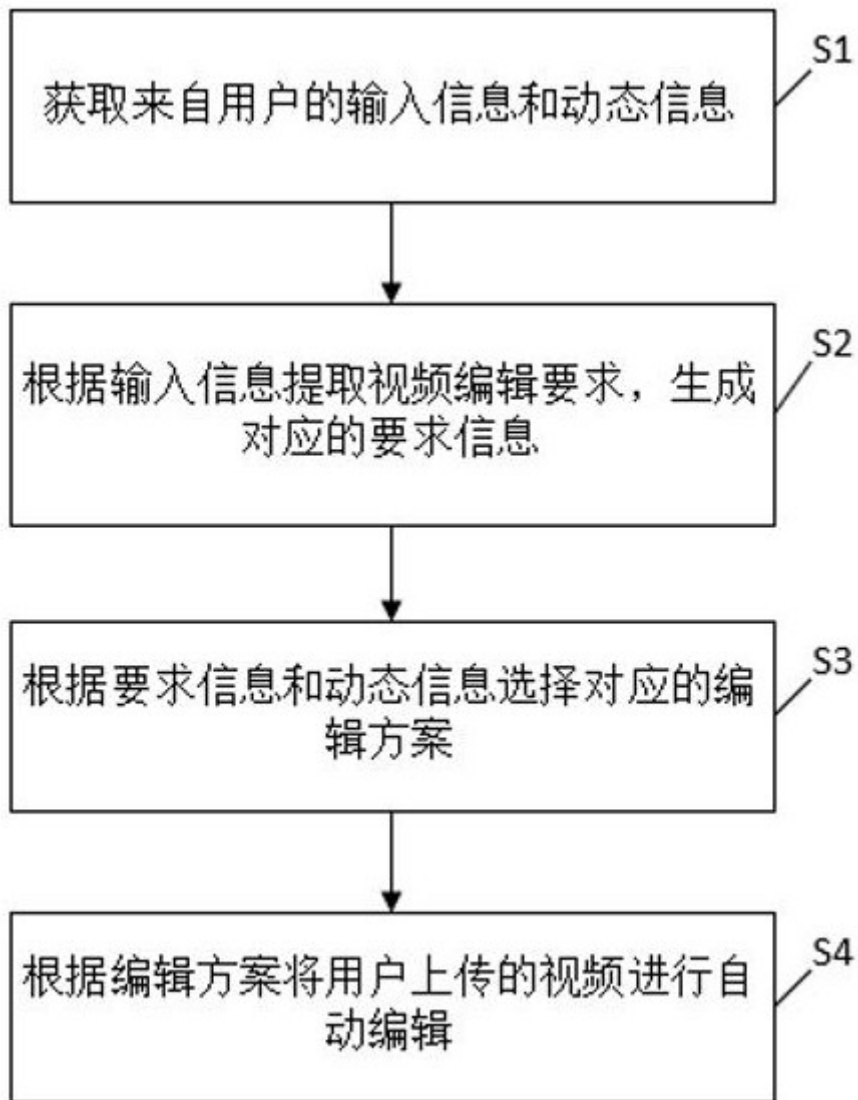 S1
获取来自用户的输入信息和动态信息
S2
根据输入信息提取视频编辑要求，生成
对应的要求信息
S3
根据要求信息和动态信息选择对应的编
辑方案
S4
根据编辑方案将用户上传的视频进行自
动编辑